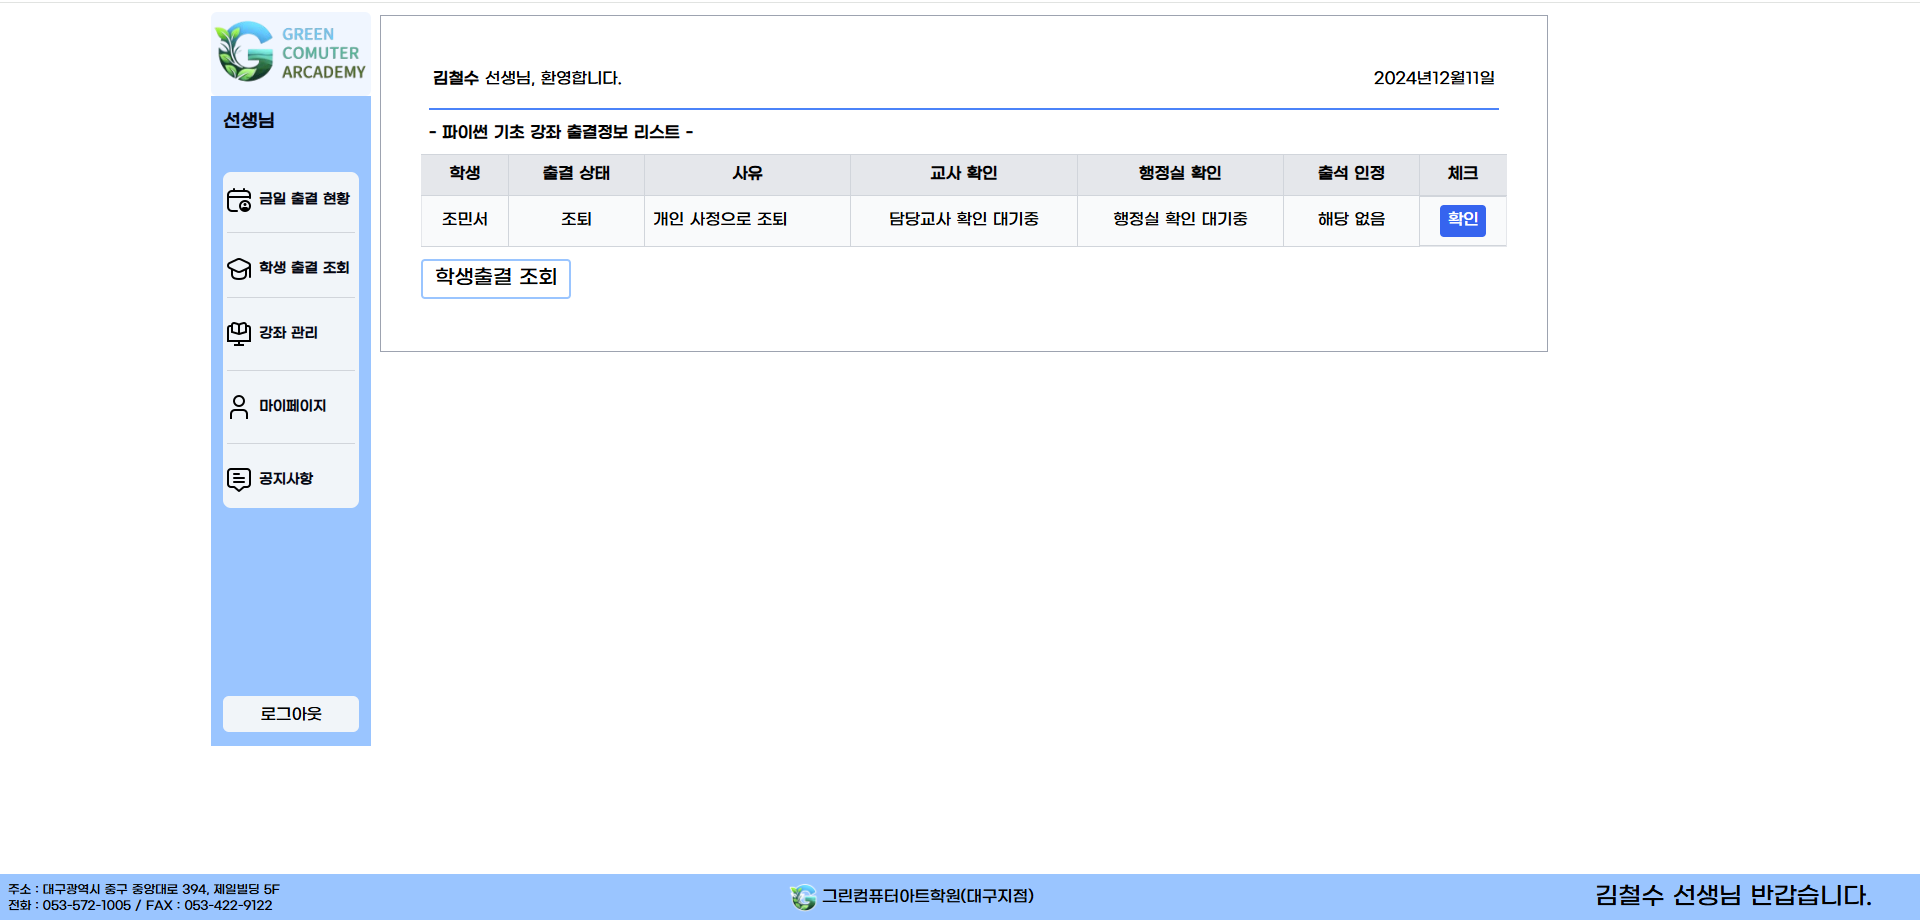 GREEN
COMUTER
ARCADEMY
선생님
금일 출결 현황
학생 출결 조회
강좌 관리
마이페이지
공지사항
로그아웃
김철수 선생님, 환영합니다. 2024년12월11일
- 파이썬 기초 강좌 출결정보 리스트 -
학생 출결 상태 사유 교사 확인 행정실 확인 출석 인정 체크
조민서 조퇴 개인 사정으로 조퇴 담당교사 확인 대기중 행정실 확인 대기중 해당 없음 확인
학생출결 조회
주소 : 대구광역시 중구 중앙대로 394, 제일빌딩 5F
전화 : 053-572-1005 / FAX : 053-422-9122
그린컴퓨터아트학원(대구지점)
김철수 선생님 반갑습니다.